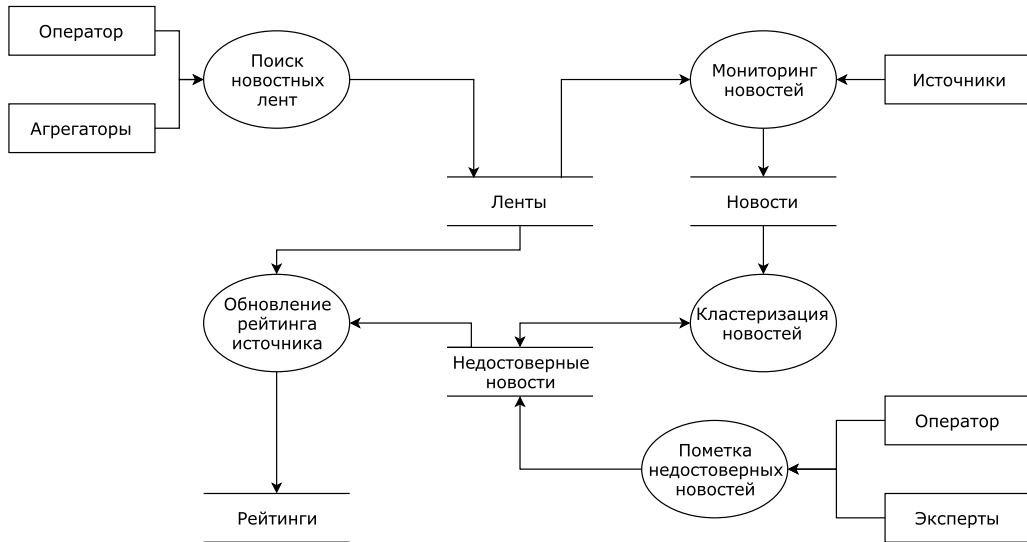 Оператор
Агрегаторы
Поиск
новостных
лент
Мониторинг
новостей
Источники
Ленты
Новости
Обновление
рейтинга
источника
Кластеризация
новостей
Недостоверные
новости
Оператор
Пометка
недостоверных
новостей
Эксперты
Рейтинги